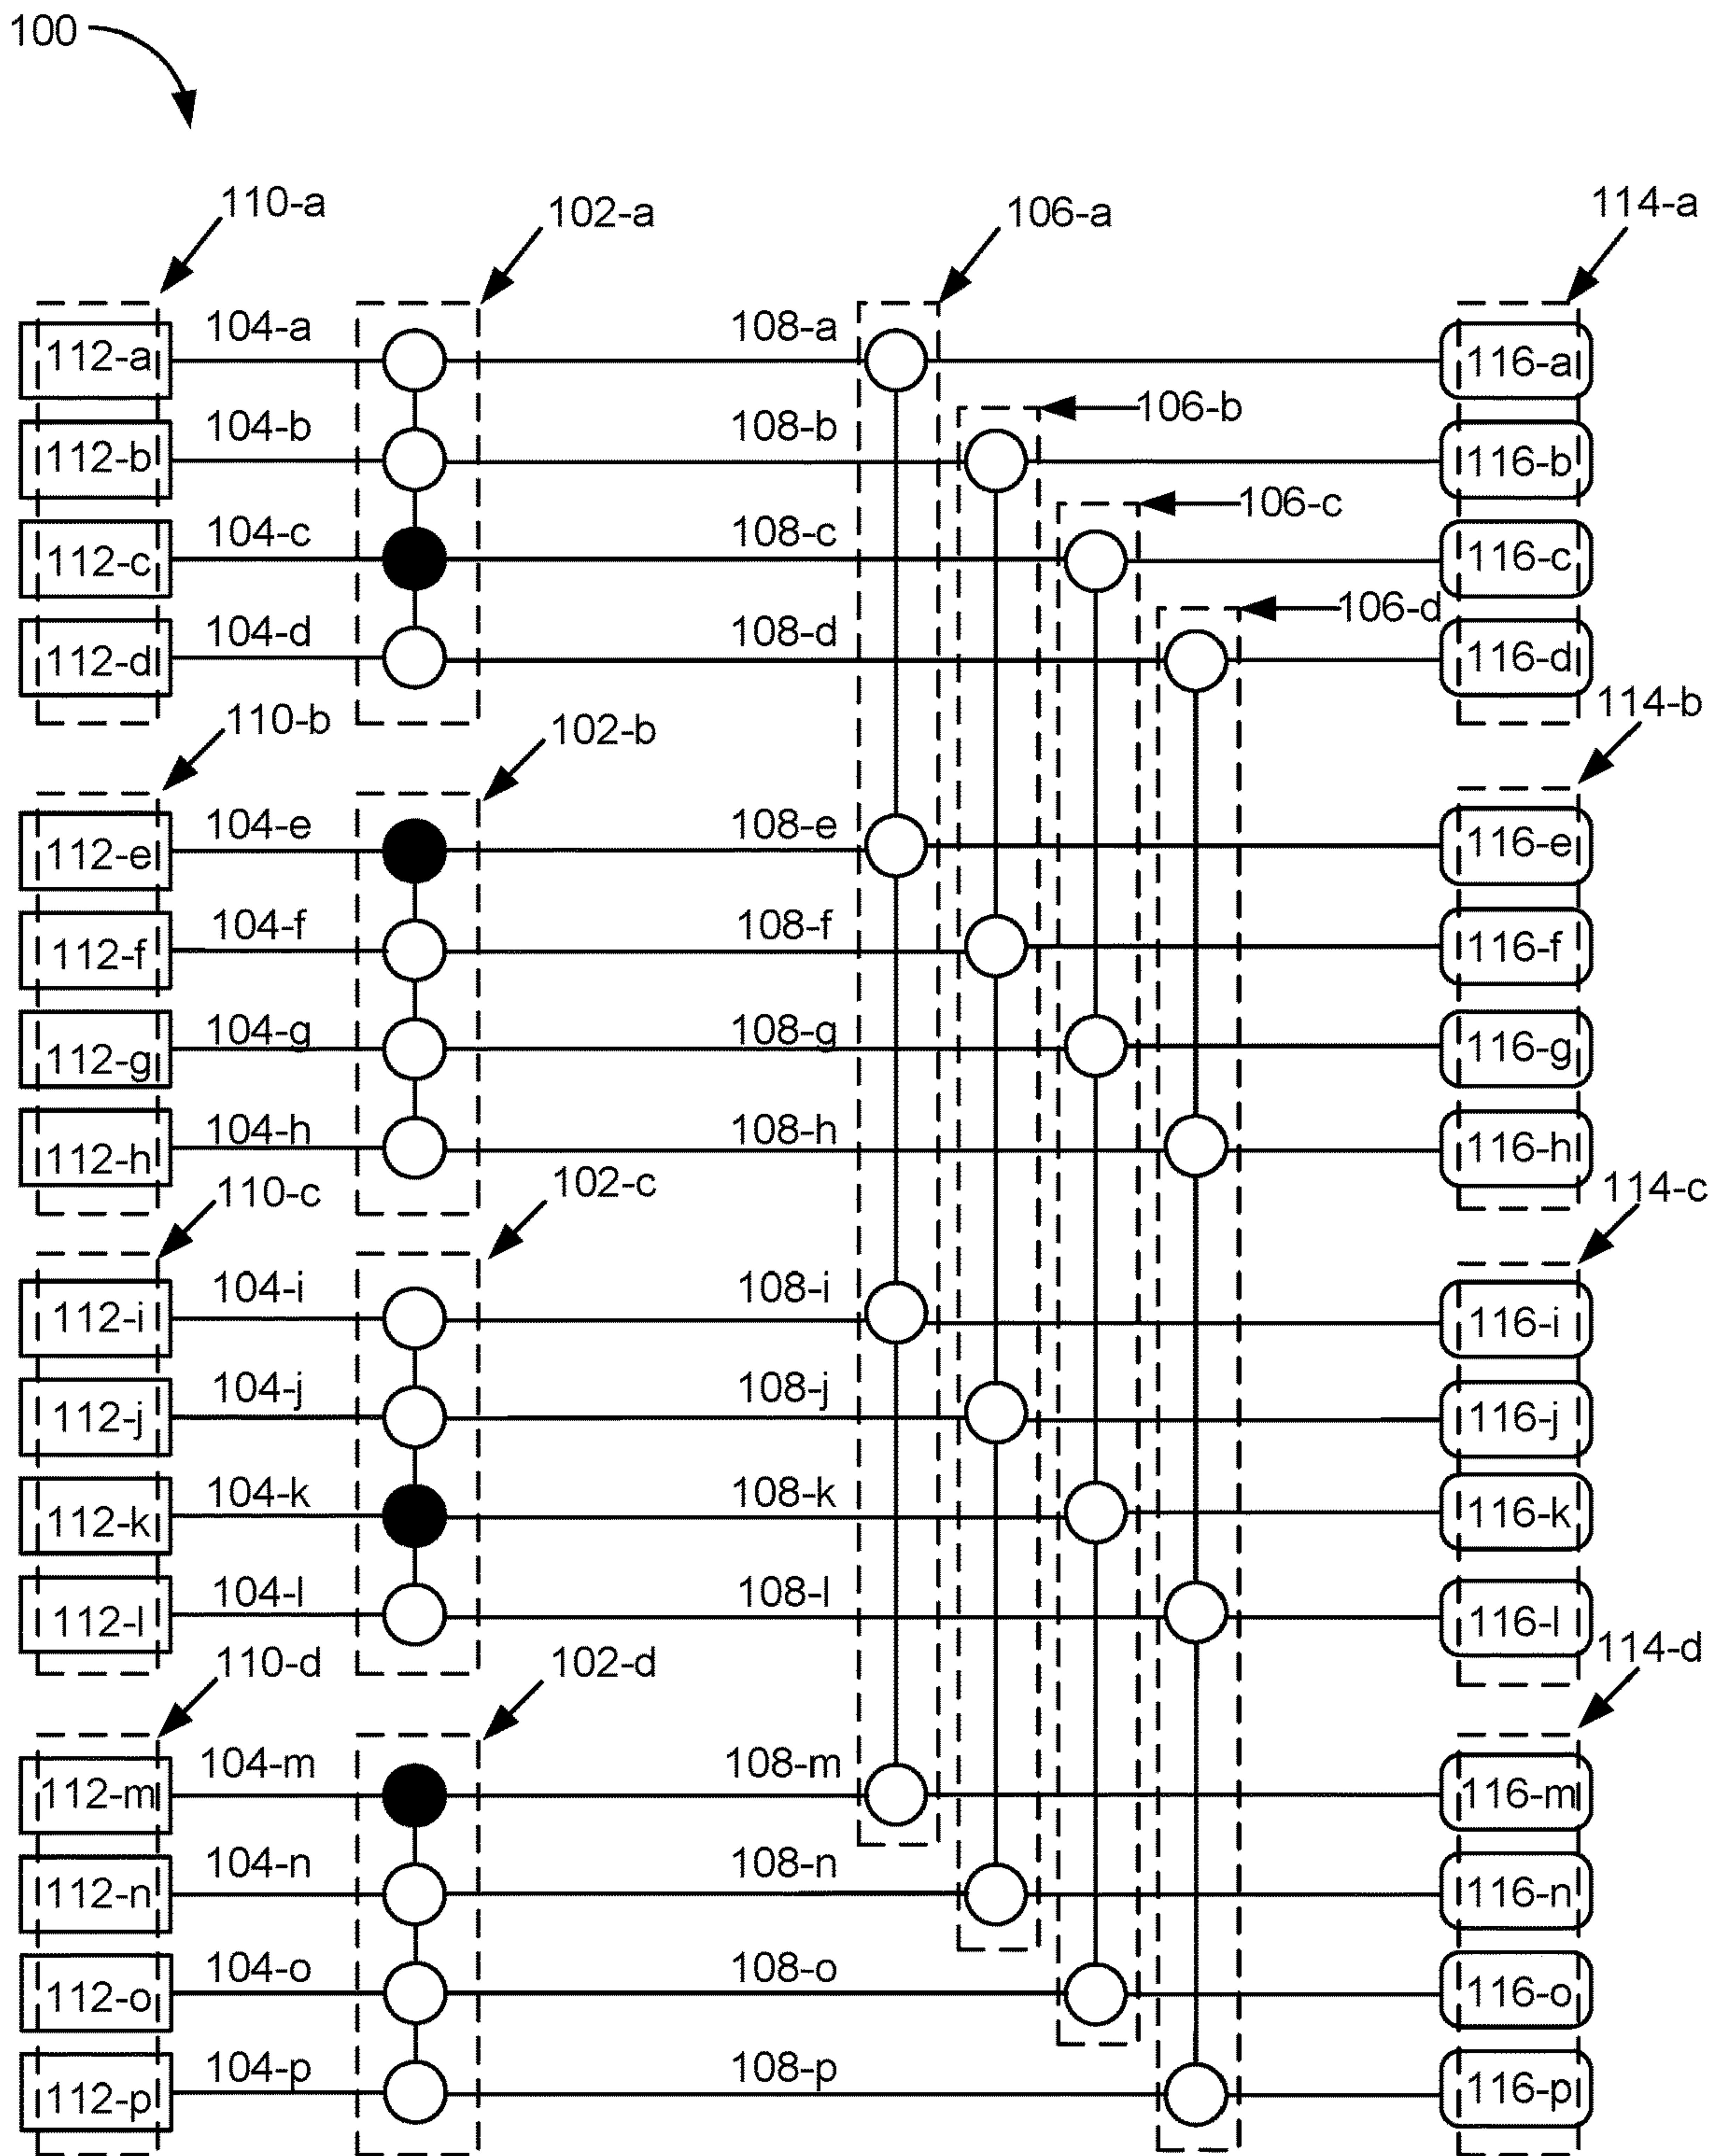 100
110-a 102-a 106-a 114-a
112-a 104-a 108-a 116-a
106-b
112-b 104-b 108-b 116-b
106-c
112-c 104-c 108-c 116-c
106-d
112-d 104-d 108-d 116-d
110-b 102-b 114-b
112-e 104-e 108-e 116-e
112-f 104-f 108-f 116-f
112-g 104-g 108-g 116-g
112-h 104-h 108-h 116-h
110-c 102-c 114-c
112-i 104-i 108-i 116-i
112-j 104-j 108-j 116-j
112-k 104-k 108-k 116-k
112-l 104-l 108-l 116-l
110-d 102-d 114-d
112-m 104-m 108-m 116-m
112-n 104-n 108-n 116-n
112-o 104-o 108-o 116-o
112-p 104-p 108-p 116-p